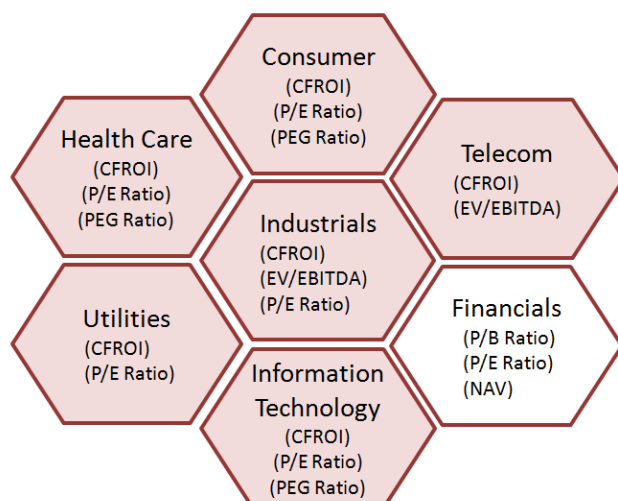 Consumer
(CFROI)
(P/E Ratio)
(PEG Ratio)
Health Care
(CFROI)
(P/E Ratio)
(PEG Ratio)
Telecom
(CFROI)
(EV/EBITDA)
Industrials
(CFROI)
(EV/EBITDA)
(P/E Ratio)
Utilities
(CFROI)
(P/E Ratio)
Financials
(P/B Ratio)
(P/E Ratio)
(NAV)
Information
Technology
(CFROI)
(P/E Ratio)
(PEG Ratio)